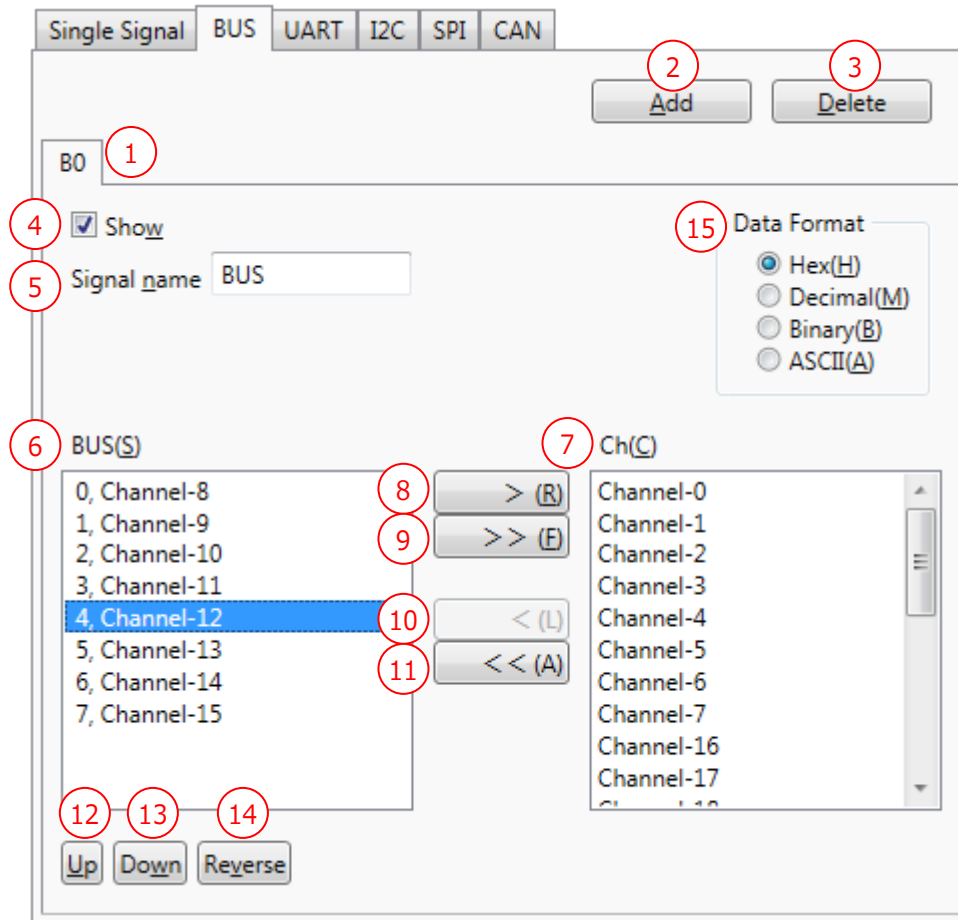 Single Signal BUS UART I2C SPI CAN
2 3
Add Delete
B0 1
4 Show
5 Signal name BUS
15 Data Format
Hex(H)
Decimal(M)
Binary(B)
ASCII(A)
6 BUS(S)
0, Channel-8
1, Channel-9
2, Channel-10
3, Channel-11
4, Channel-12
5, Channel-13
6, Channel-14
7, Channel-15
8 > (R)
9 >> (F)
10 < (L)
11 << (A)
7 Ch(C)
Channel-0
Channel-1
Channel-2
Channel-3
Channel-4
Channel-5
Channel-6
Channel-7
Channel-16
Channel-17
12 13 14
Up Down Reverse